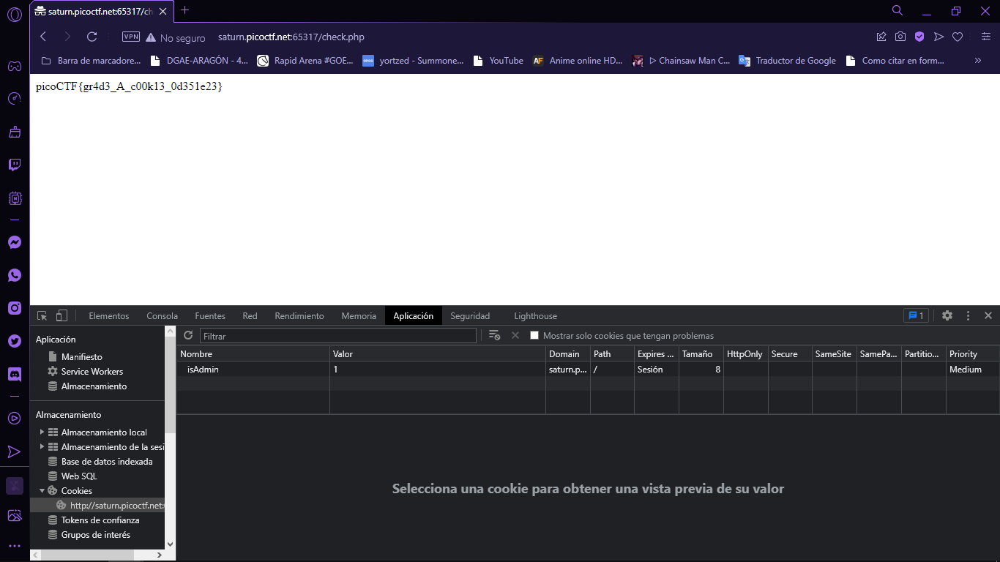 saturn.picoctf.net:65317/ch
VPN No seguro saturn.picoctf.net:65317/check.php
Barra de marcadore... DGAE-ARAGÓN - 4... Rapid Arena #GOE... yortzed - Summone... YouTube AF Anime online HD... ▷ Chainsaw Man C... Traductor de Google Como citar en form... »
picoCTF{gr4d3_A_c00k13_0d351e23}
Elementos Consola Fuentes Red Rendimiento Memoria Aplicación Seguridad Lighthouse 1
Aplicación
Manifiesto
Service Workers
Almacenamiento
Almacenamiento
Almacenamiento local
Almacenamiento de la sesi
Base de datos indexada
Web SQL
Cookies
http://saturn.picoctf.net:
Tokens de confianza
Grupos de interés
Filtrar Mostrar solo cookies que tengan problemas
Nombre Valor Domain Path Expires ... Tamaño HttpOnly Secure SameSite SamePa... Partitio... Priority
isAdmin 1 saturn.p... / Sesión 8 Medium
Selecciona una cookie para obtener una vista previa de su valor